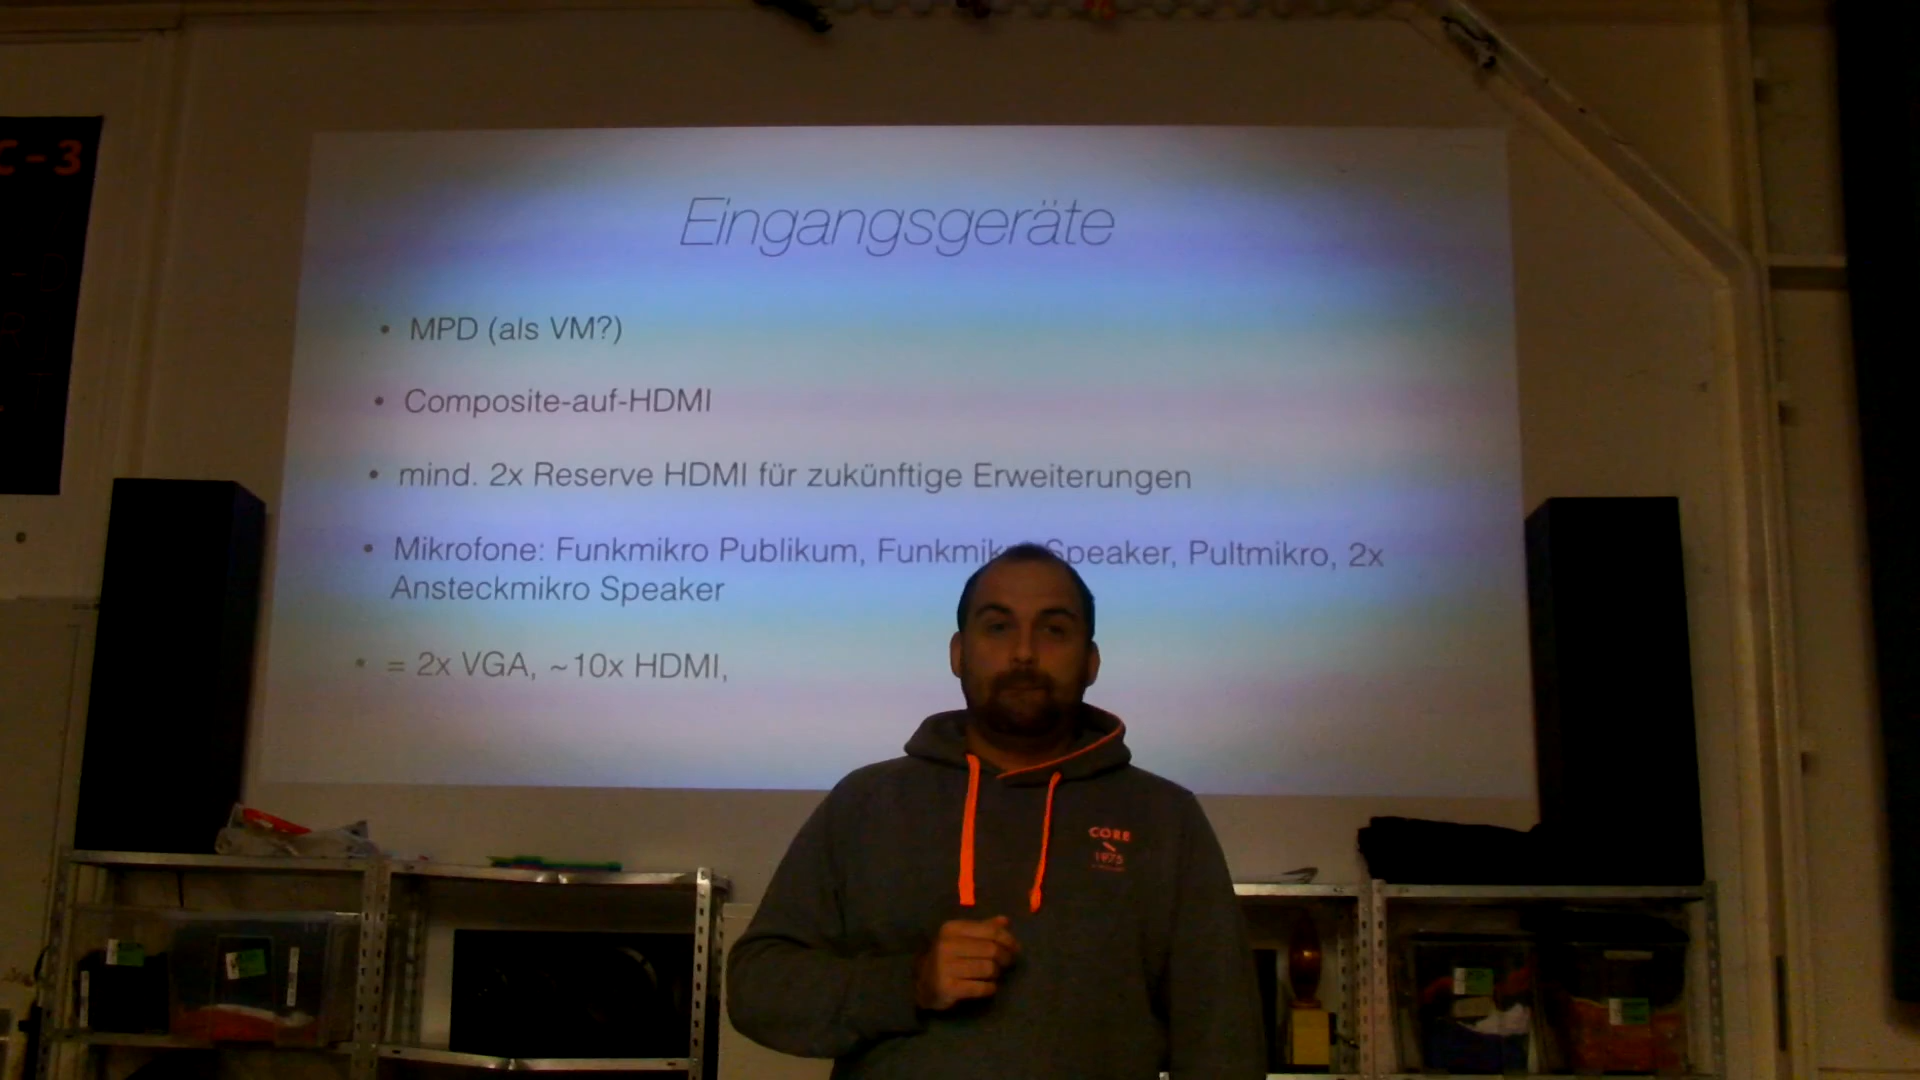 C-3
Eingangsgeräte
• MPD (als VM?)
• Composite-auf-HDMI
• mind. 2x Reserve HDMI für zukünftige Erweiterungen
• Mikrofone: Funkmikro Publikum, Speaker, Pultmikro, 2x
Ansteckmikro Speaker
• = 2x VGA, ~10x HDMI,
CORE
1975